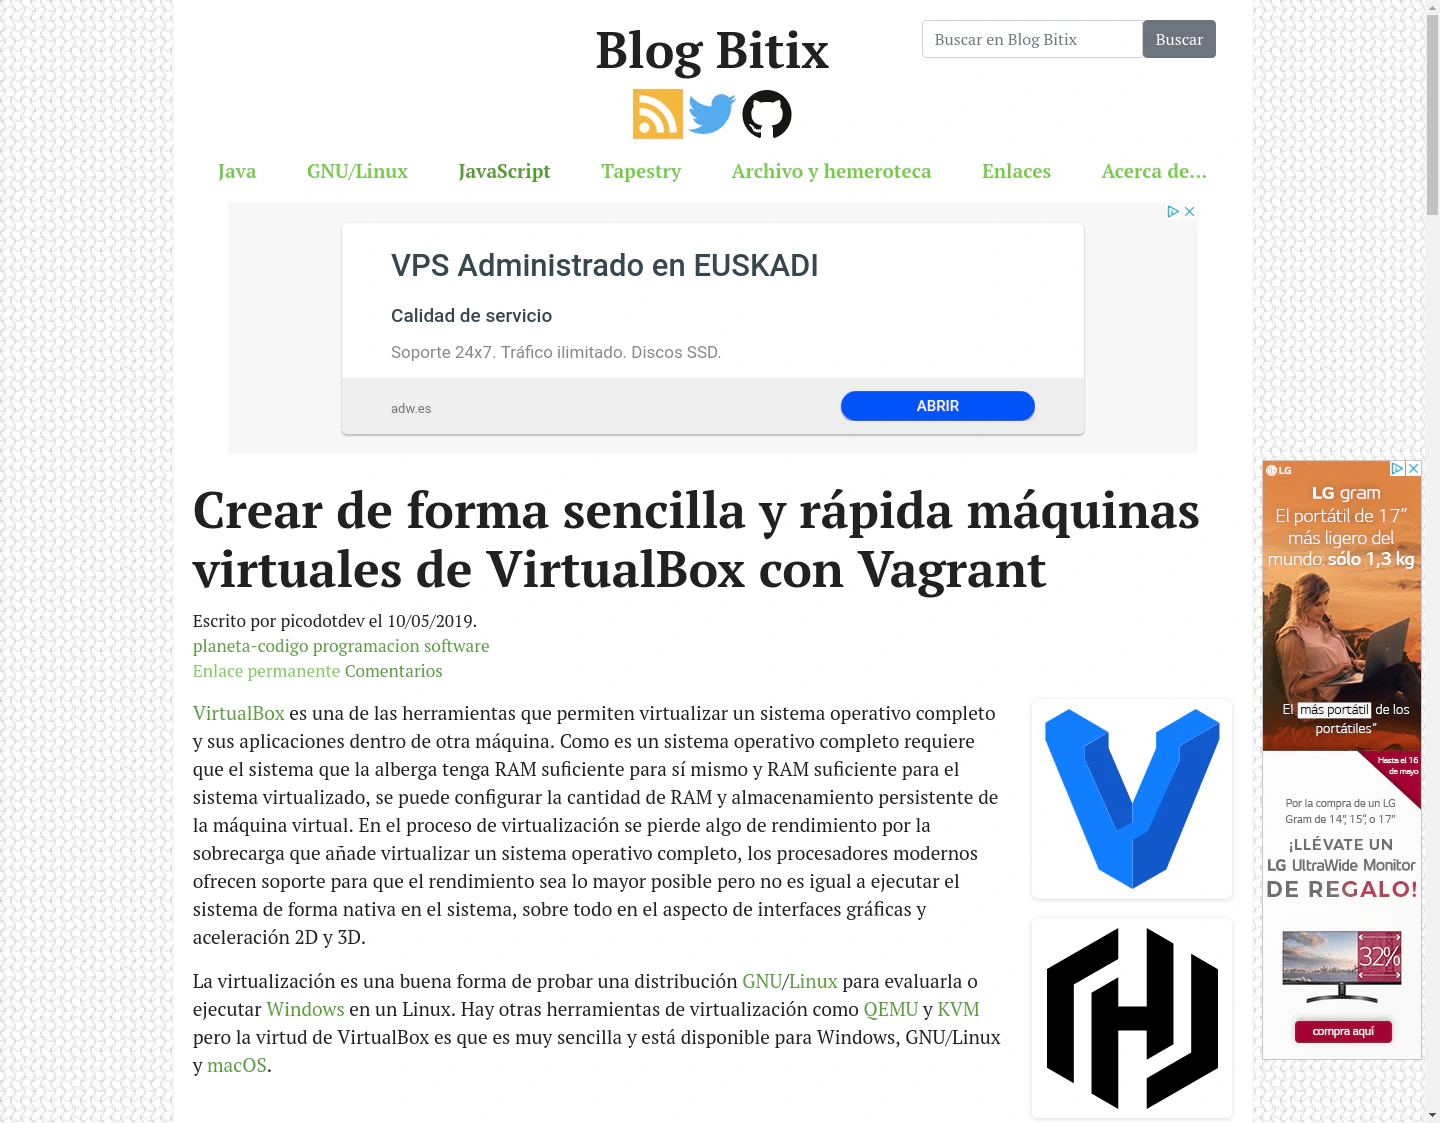 Blog Bitix
Buscar en Blog Bitix
Buscar
Java
GNU/Linux
JavaScript
Tapestry
Archivo y hemeroteca
Enlaces
Acerca de...
VPS Administrado en EUSKADI
Calidad de servicio
Soporte 24x7. Tráfico ilimitado. Discos SSD.
adw.es
ABRIR
Crear de forma sencilla y rápida máquinas
virtuales de VirtualBox con Vagrant
Escrito por picodotdev el 10/05/2019.
planeta-codigo programacion software
Enlace permanente Comentarios
VirtualBox es una de las herramientas que permiten virtualizar un sistema operativo completo
y sus aplicaciones dentro de otra máquina. Como es un sistema operativo completo requiere
que el sistema que la alberga tenga RAM suficiente para sí mismo y RAM suficiente para el
sistema virtualizado, se puede configurar la cantidad de RAM y almacenamiento persistente de
la máquina virtual. En el proceso de virtualización se pierde algo de rendimiento por la
sobrecarga que añade virtualizar un sistema operativo completo, los procesadores modernos
ofrecen soporte para que el rendimiento sea lo mayor posible pero no es igual a ejecutar el
sistema de forma nativa en el sistema, sobre todo en el aspecto de interfaces gráficas y
aceleración 2D y 3D.
La virtualización es una buena forma de probar una distribución GNU/Linux para evaluarla o
ejecutar Windows en un Linux. Hay otras herramientas de virtualización como QEMU y KVM
pero la virtud de VirtualBox es que es muy sencilla y está disponible para Windows, GNU/Linux
y macOS.
LG
LG gram
El portátil de 17”
más ligero del
mundo: sólo 1,3 kg
El más portátil de los
portátiles”
Hasta el 16
de mayo
Por la compra de un LG
Gram de 14”, 15”, o 17”
¡LLÉVATE UN
LG UltraWide Monitor
DE REGALO!
32%
compra aquí